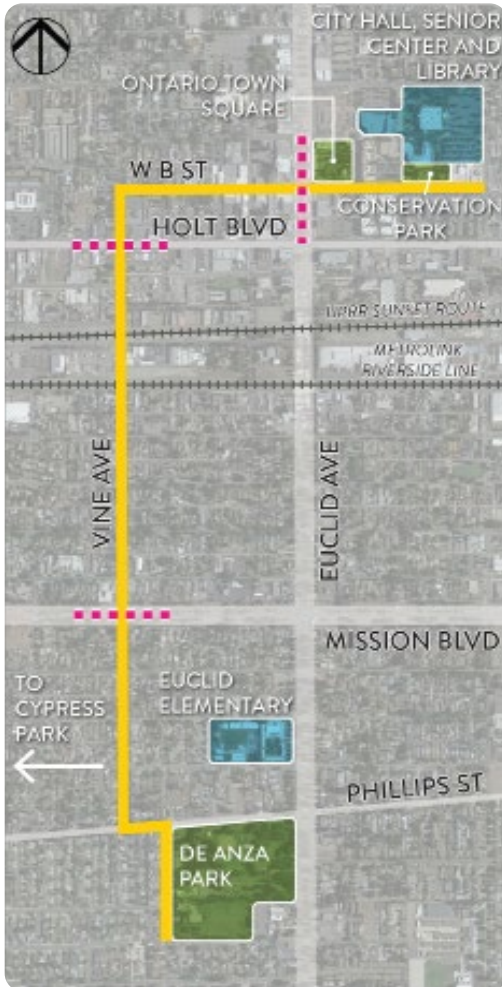 CITY HALL, SENIOR
CENTER AND
LIBRARY
ONTARIO TOWN
SQUARE
W B ST
CONSERVATION
PARK
HOLT BLVD
UPRR SUNSET ROUTE
METROLINK
RIVERSIDE LINE
VINE AVE
EUCLID AVE
MISSION BLVD
TO
CYPRESS
PARK
EUCLID
ELEMENTARY
PHILLIPS ST
DE ANZA
PARK